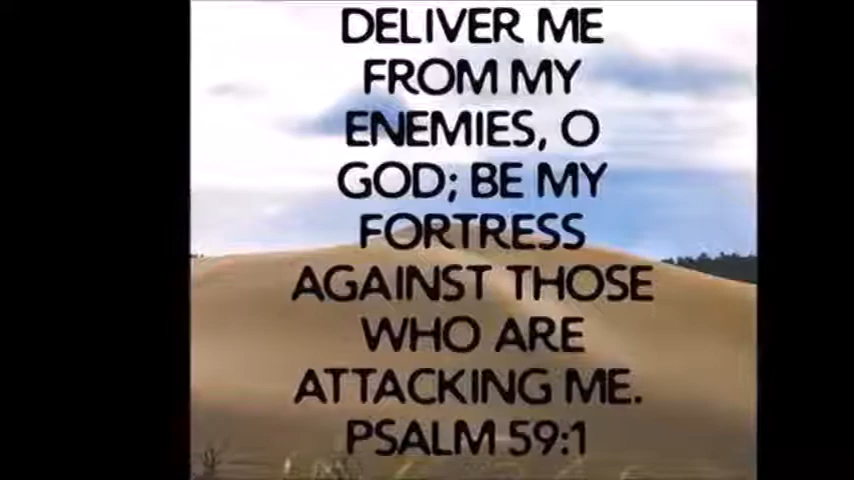 DELIVER ME
FROM MY
ENEMIES, O
GOD; BE MY
FORTRESS
AGAINST THOSE
WHO ARE
ATTACKING ME.
PSALM 59:1